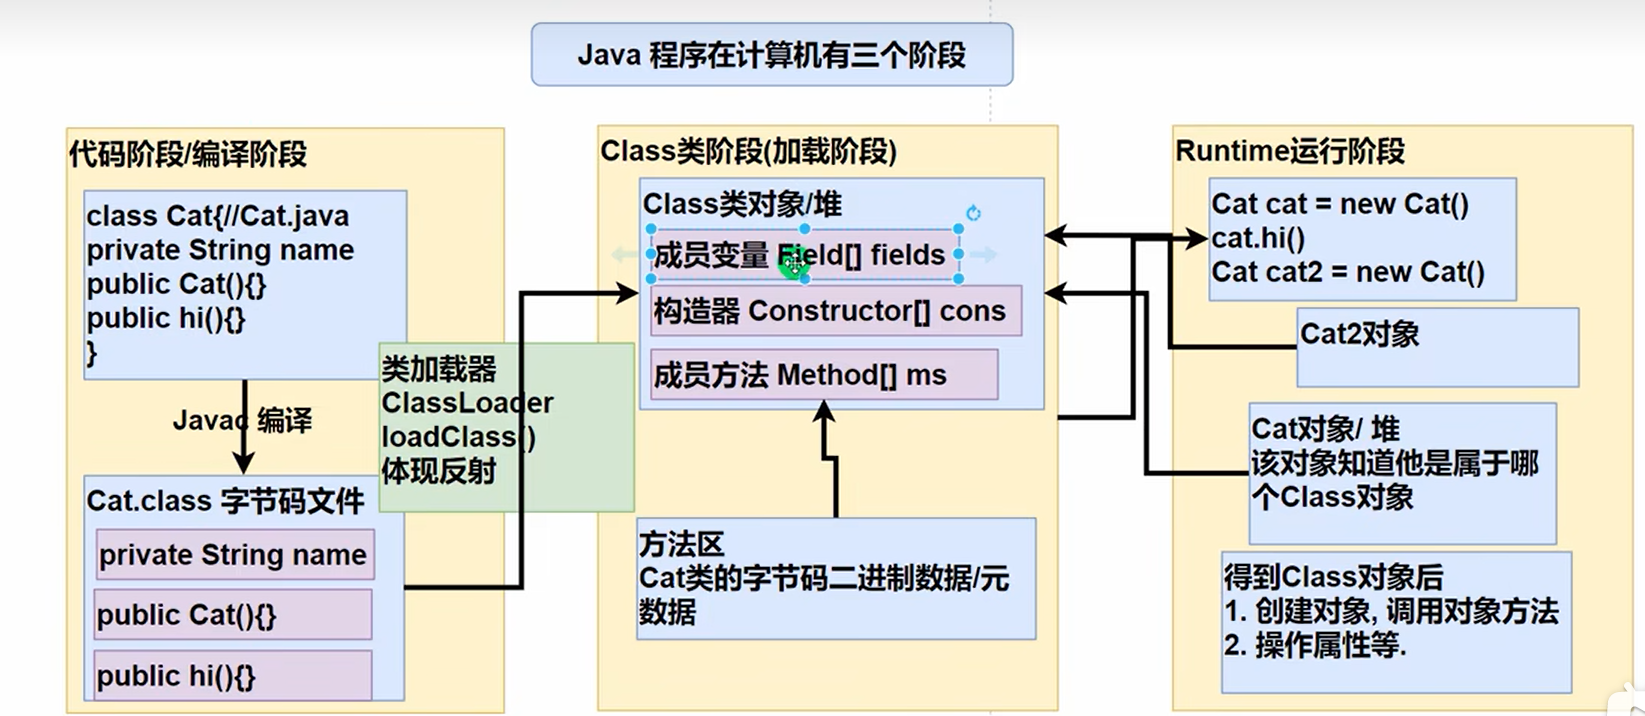 Java 程序在计算机有三个阶段
代码阶段/编译阶段
class Cat{//Cat.java
private String name
public Cat(){}
public hi(){}
}
Javac 编译
Cat.class 字节码文件
private String name
public Cat(){}
public hi(){}
类加载器
ClassLoader
loadClass()
体现反射
Class类阶段(加载阶段)
Class类对象/堆
成员变量 Field[] fields
构造器 Constructor[] cons
成员方法 Method[] ms
方法区
Cat类的字节码二进制数据/元
数据
Runtime运行阶段
Cat cat = new Cat()
cat.hi()
Cat cat2 = new Cat()
Cat2对象
Cat对象/ 堆
该对象知道他是属于哪
个Class对象
得到Class对象后
1. 创建对象, 调用对象方法
2. 操作属性等.